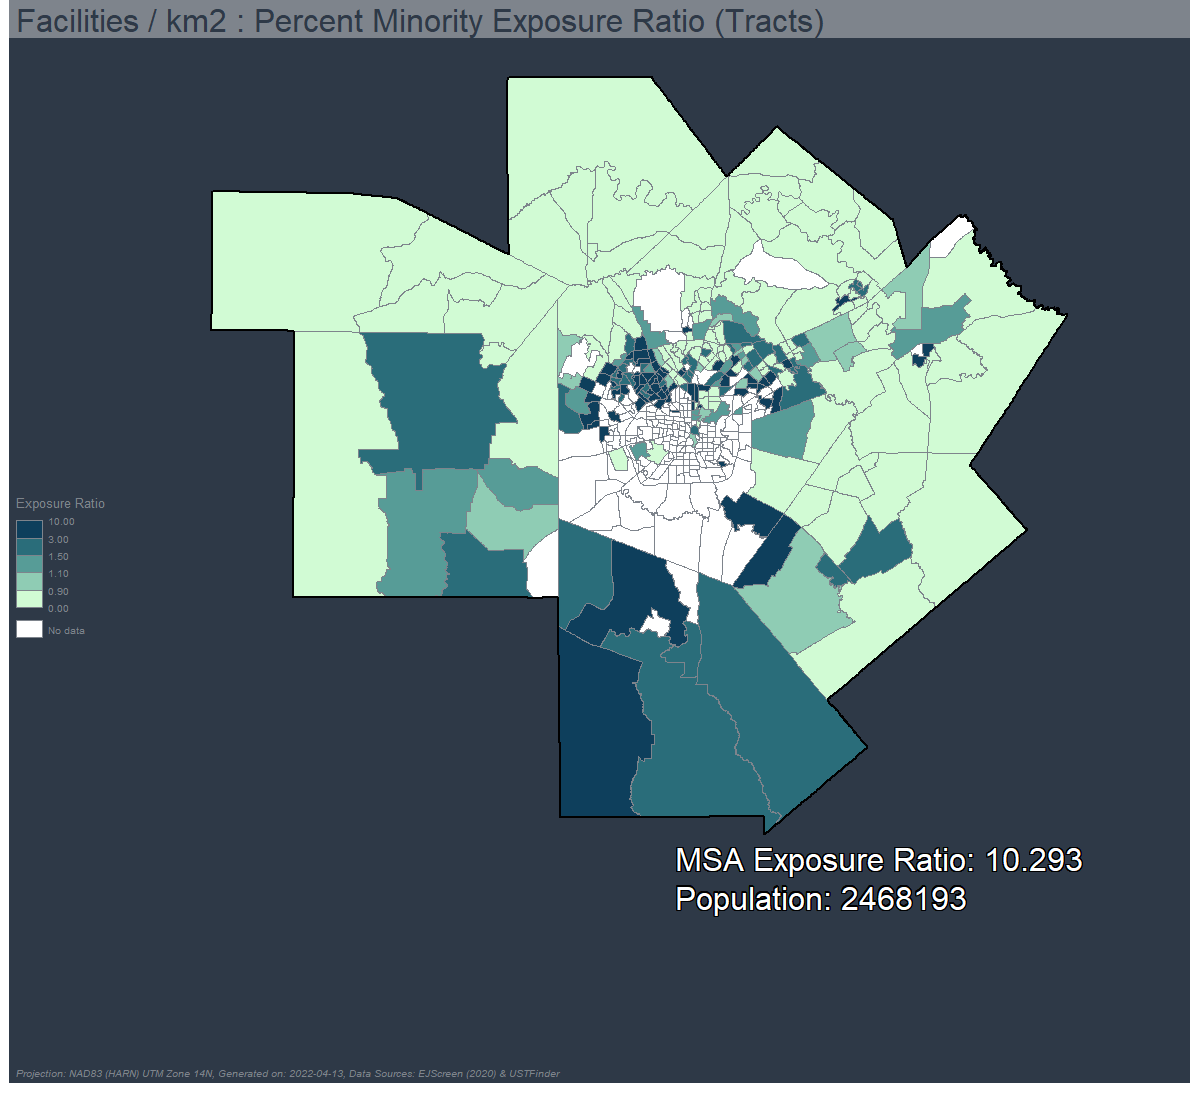 Facilities / km2 : Percent Minority Exposure Ratio (Tracts)
Exposure Ratio
10.00
3.00
1.50
1.10
0.90
0.00
No data
MSA Exposure Ratio: 10.293
Population: 2468193
Projection: NAD83 (HARN) UTM Zone 14N, Generated on: 2022-04-13, Data Sources: EJScreen (2020) & USTFinder